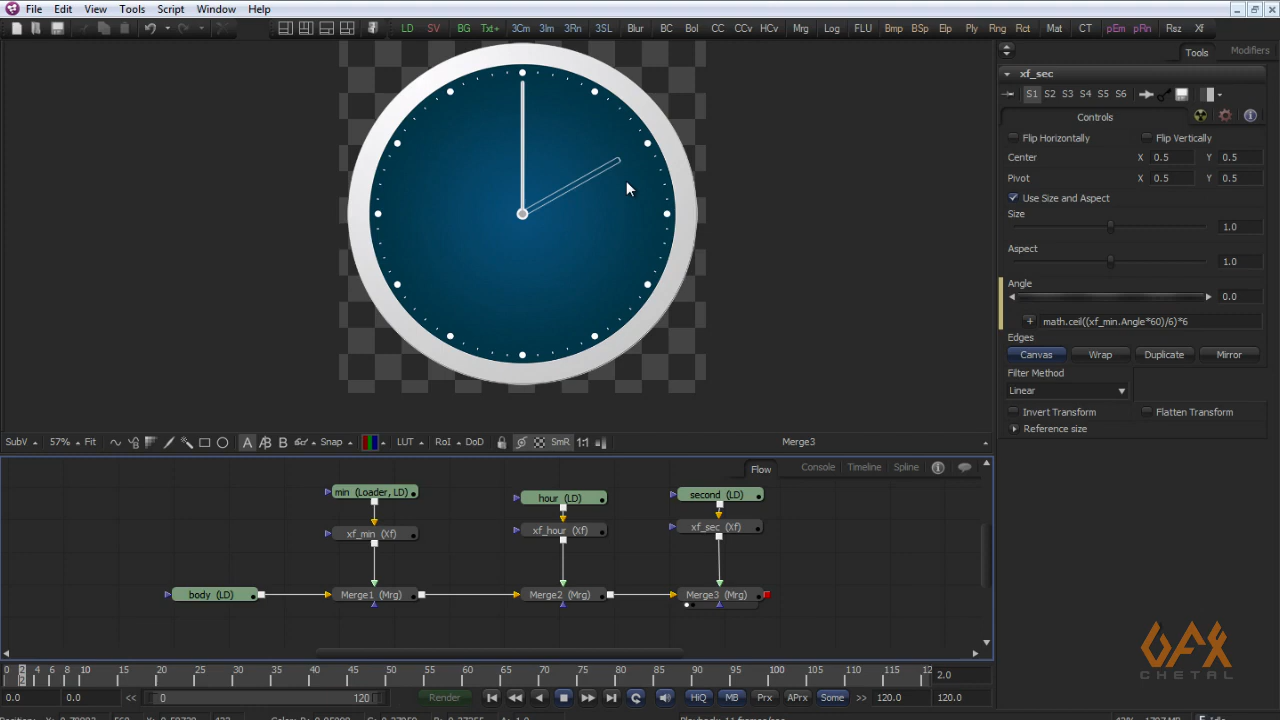 File Edit View Tools Script Window Help
LD SV BG Txt+ 3Cm 3Im 3Rn 3SL Blur BC Bol CC CCv HCv Mrg Log FLU Bmp BSp Elp Ply Rng Rct Mat CT pEm pRn Rsz XF
Tools Modifiers
xf_sec
S1 S2 S3 S4 S5 S6
Controls
Flip Horizontally Flip Vertically
Center X 0.5 Y 0.5
Pivot X 0.5 Y 0.5
Use Size and Aspect
Size
1.0
Aspect
1.0
Angle
0.0
+ math.ceil((xf_min.Angle*60)/6)*6
Edges
Canvas Wrap Duplicate Mirror
Filter Method
Linear
Invert Transform Flatten Transform
Reference size
SubV 57% Fit A B B Snap LUT RoI DoD SmR 1:1 Merge3
Flow Console Timeline Spline
min (Loader, LD) hour (LD) second (LD)
xf_min (Xf) xf_hour (Xf) xf_sec (Xf)
body (LD) Merge1 (Mrg) Merge2 (Mrg) Merge3 (Mrg)
0 2 4 6 8 10 15 20 25 30 35 40 45 50 55 60 65 70 75 80 85 90 95 100 105 110 115 12 2.0
0.0 0.0 << 0 120 Render HiQ MB Prx APrx Some >> 120.0 120.0
GFX
CHETAL